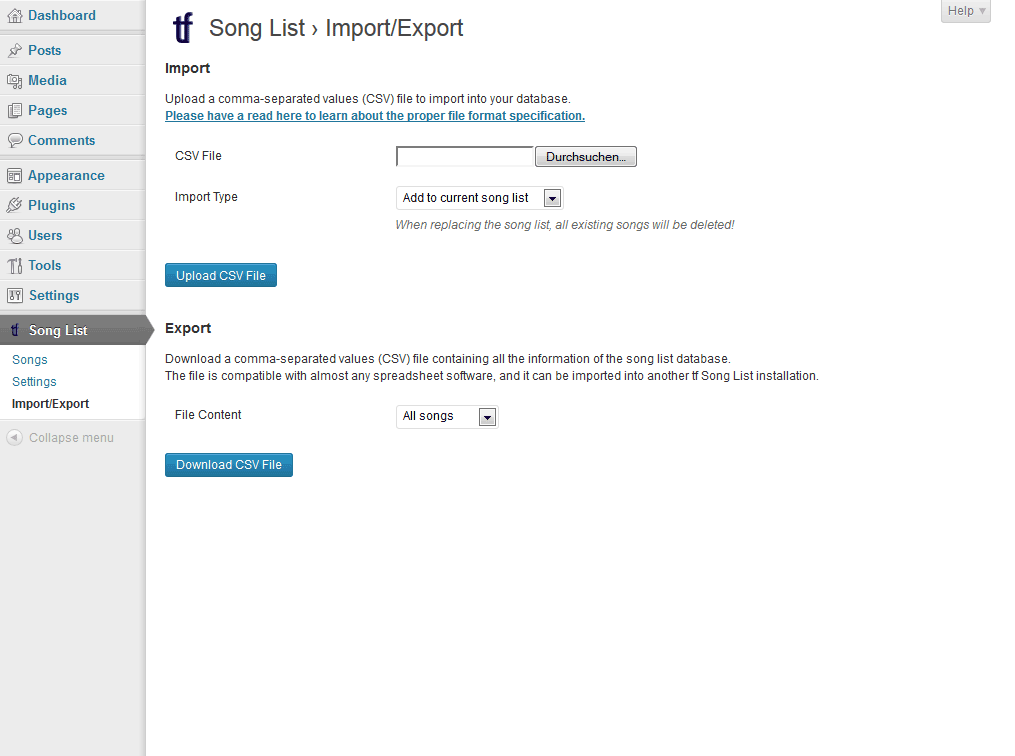 Dashboard
Posts
Media
Pages
Comments
Appearance
Plugins
Users
Tools
Settings
tf Song List
Songs
Settings
Import/Export
Collapse menu
Help
tf Song List › Import/Export
Import
Upload a comma-separated values (CSV) file to import into your database.
Please have a read here to learn about the proper file format specification.
CSV File
Durchsuchen...
Import Type
Add to current song list
When replacing the song list, all existing songs will be deleted!
Upload CSV File
Export
Download a comma-separated values (CSV) file containing all the information of the song list database.
The file is compatible with almost any spreadsheet software, and it can be imported into another tf Song List installation.
File Content
All songs
Download CSV File